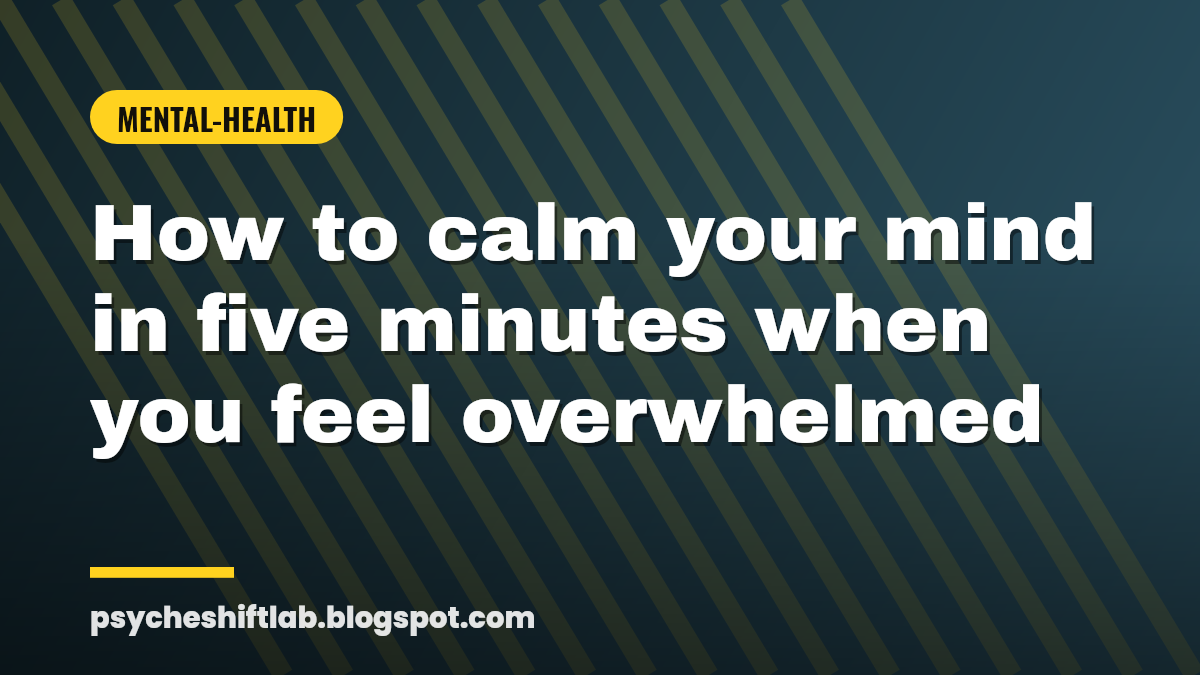 MENTAL-HEALTH
How to calm your mind
in five minutes when
you feel overwhelmed
psycheshiftlab.blogspot.com